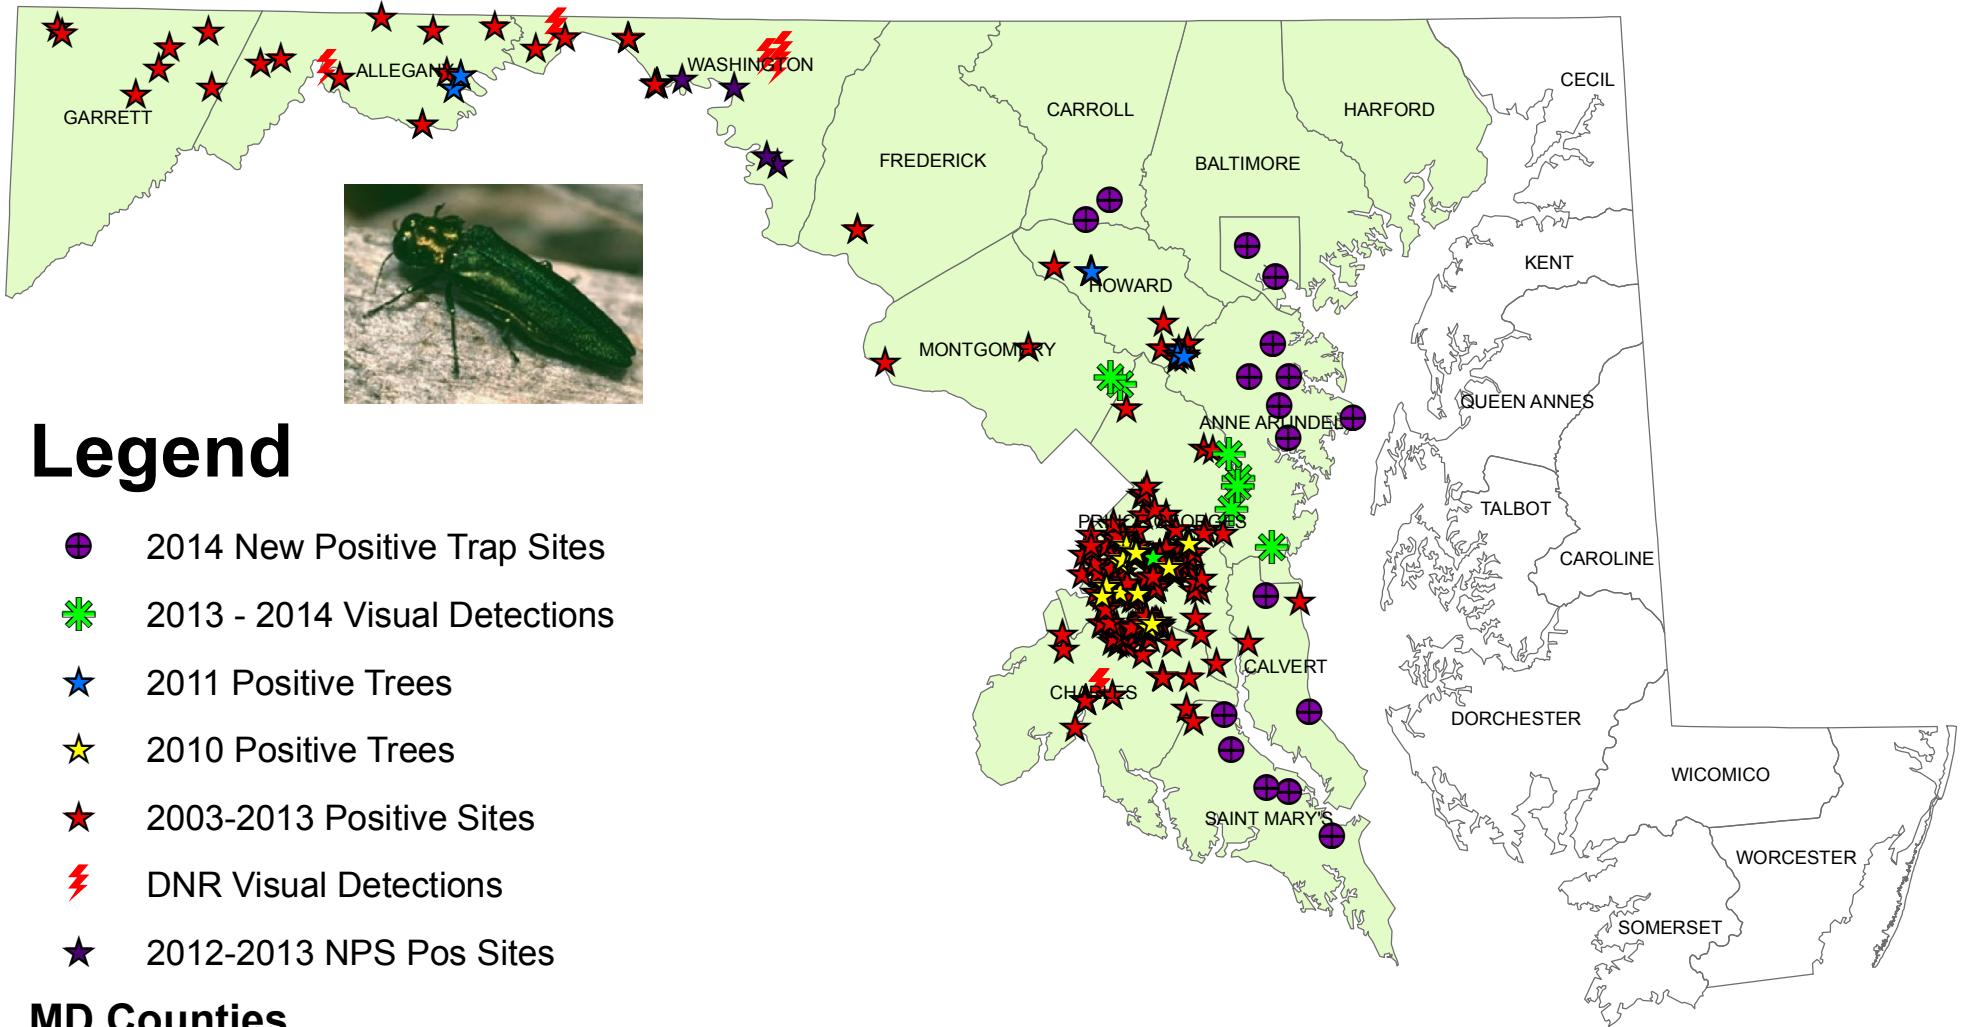 CECIL
ALLEGANY
WASHINGTON
GARRETT
CARROLL
HARFORD
FREDERICK
BALTIMORE
KENT
HOWARD
MONTGOMERY
QUEEN ANNES
ANNE ARUNDEL
TALBOT
PRINCE GEORGES
CAROLINE
CALVERT
CHARLES
DORCHESTER
WICOMICO
SAINT MARY'S
WORCESTER
SOMERSET
Legend
2014 New Positive Trap Sites
2013 - 2014 Visual Detections
2011 Positive Trees
2010 Positive Trees
2003-2013 Positive Sites
DNR Visual Detections
2012-2013 NPS Pos Sites
MD Counties